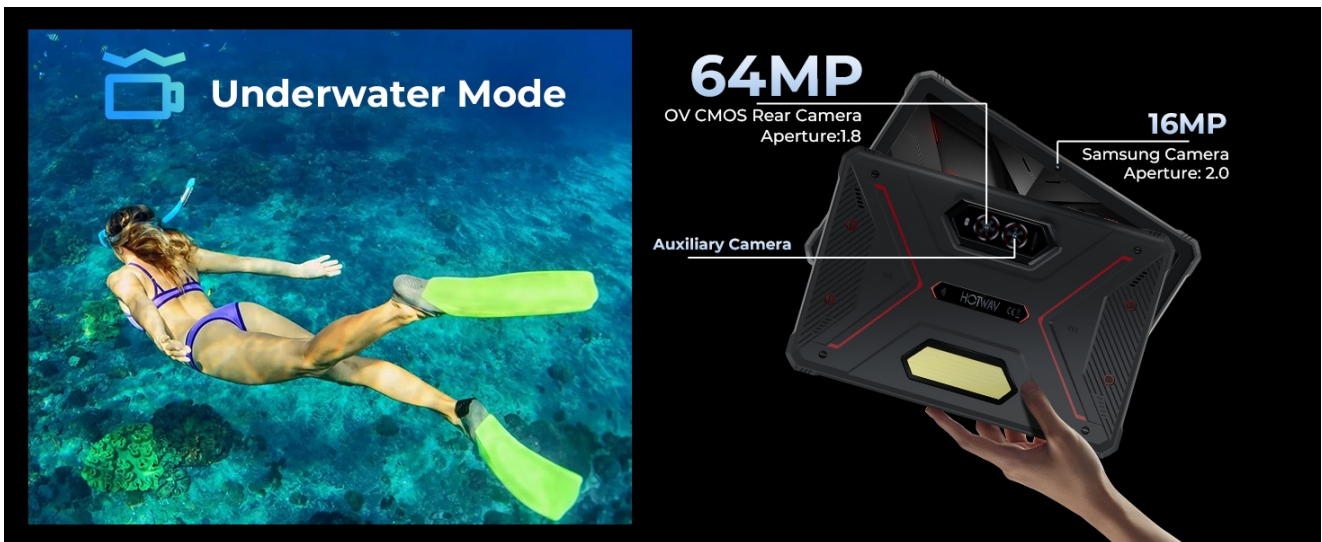 Underwater Mode
64MP
OV CMOS Rear Camera
Aperture:1.8
16MP
Samsung Camera
Aperture: 2.0
Auxiliary Camera
HOTWAV
CE